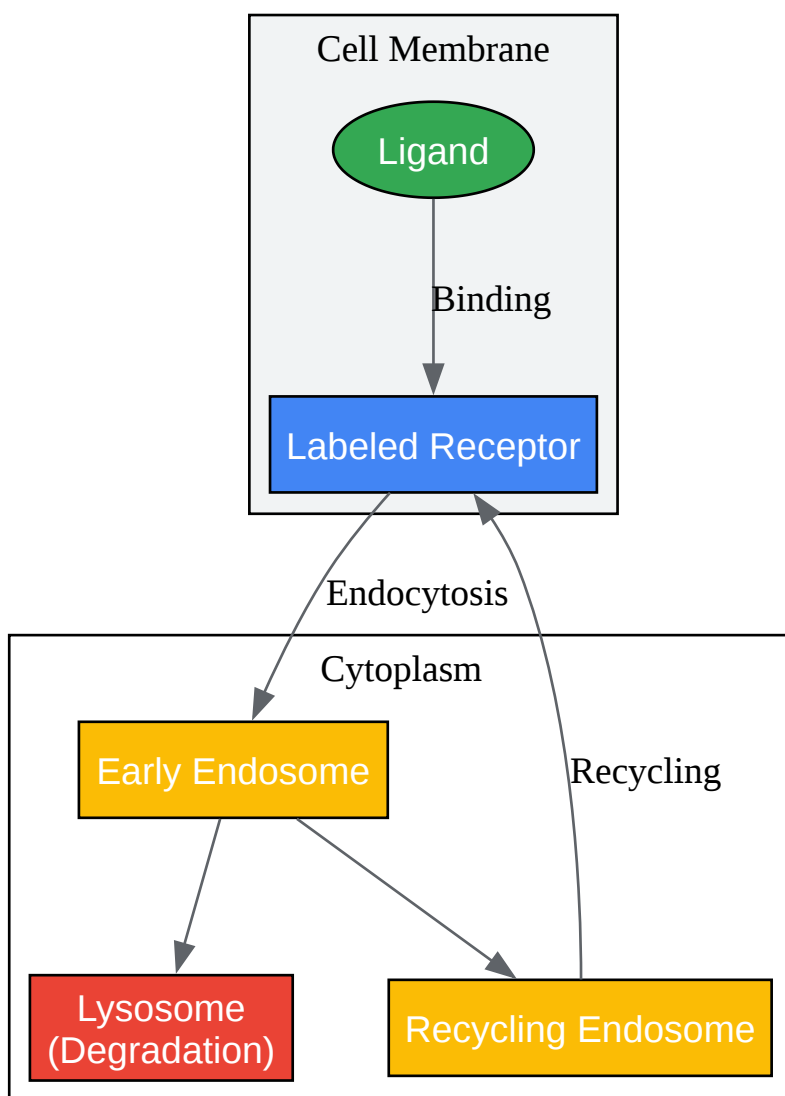 Cell Membrane
Ligand
Binding
Labeled Receptor
Endocytosis
Cytoplasm
Early Endosome
Recycling
Lysosome
(Degradation)
Recycling Endosome